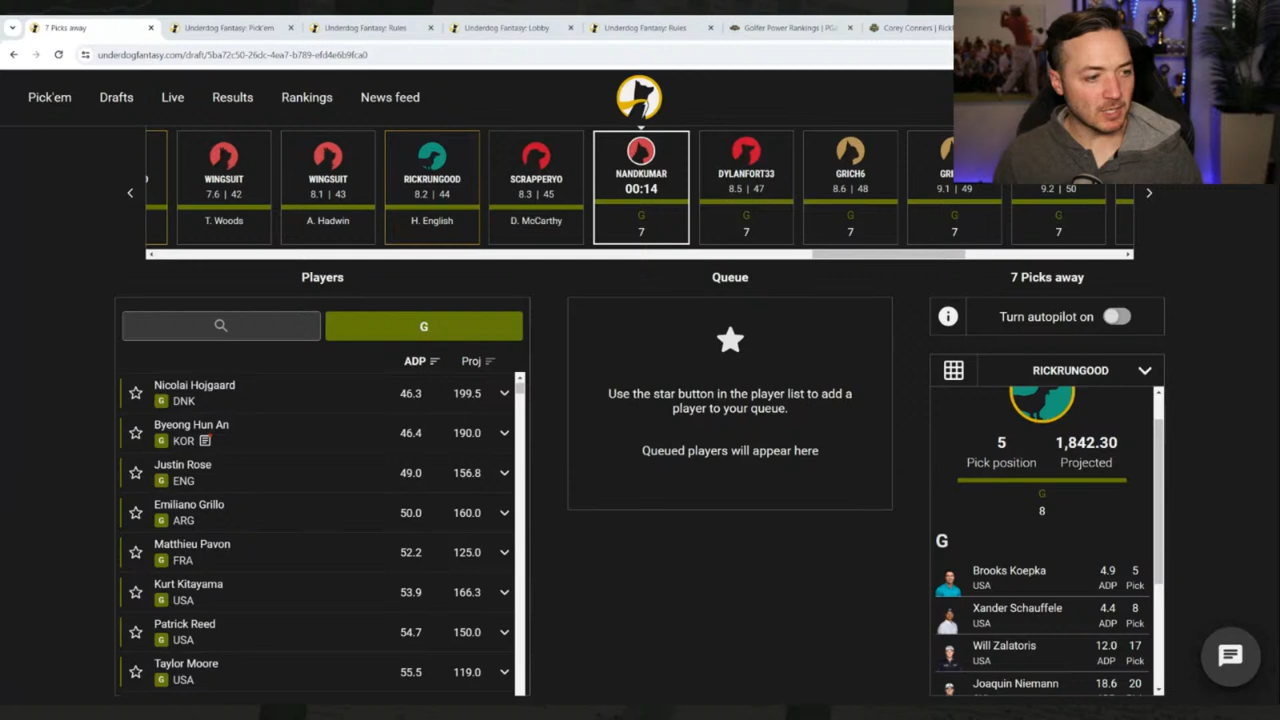 7 Picks away
Underdog Fantasy: Pick'em
Underdog Fantasy: Rules
Underdog Fantasy: Lobby
Underdog Fantasy: Rules
Golfer Power Rankings | PGA
Corey Conners | Rickr
underdogfantasy.com/draft/5ba72c50-26dc-4ea7-b789-efd4e6b9fca0
Pick'em Drafts Live Results Rankings News feed
WINGSUIT
7.6 | 42
T. Woods
WINGSUIT
8.1 | 43
A. Hadwin
RICKRUNGOOD
8.2 | 44
H. English
SCRAPPERYO
8.3 | 45
D. McCarthy
NANDKUMAR
00:14
G
7
DYLANFORT33
8.5 | 47
G
7
GRICH6
8.6 | 48
G
7
9.1 | 49
G
7
9.2 | 50
G
7
Players
G
ADP Proj
Nicolai Hojgaard
G DNK
46.3 199.5
Byeong Hun An
G KOR
46.4 190.0
Justin Rose
G ENG
49.0 156.8
Emiliano Grillo
G ARG
50.0 160.0
Matthieu Pavon
G FRA
52.2 125.0
Kurt Kitayama
G USA
53.9 166.3
Patrick Reed
G USA
54.7 150.0
Taylor Moore
G USA
55.5 119.0
Queue
Use the star button in the player list to add a
player to your queue.
Queued players will appear here
7 Picks away
Turn autopilot on
RICKRUNGOOD
5 1,842.30
Pick position Projected
G
8
G
Brooks Koepka 4.9 5
USA ADP Pick
Xander Schauffele 4.4 8
USA ADP Pick
Will Zalatoris 12.0 17
USA ADP Pick
Joaquin Niemann 18.6 20